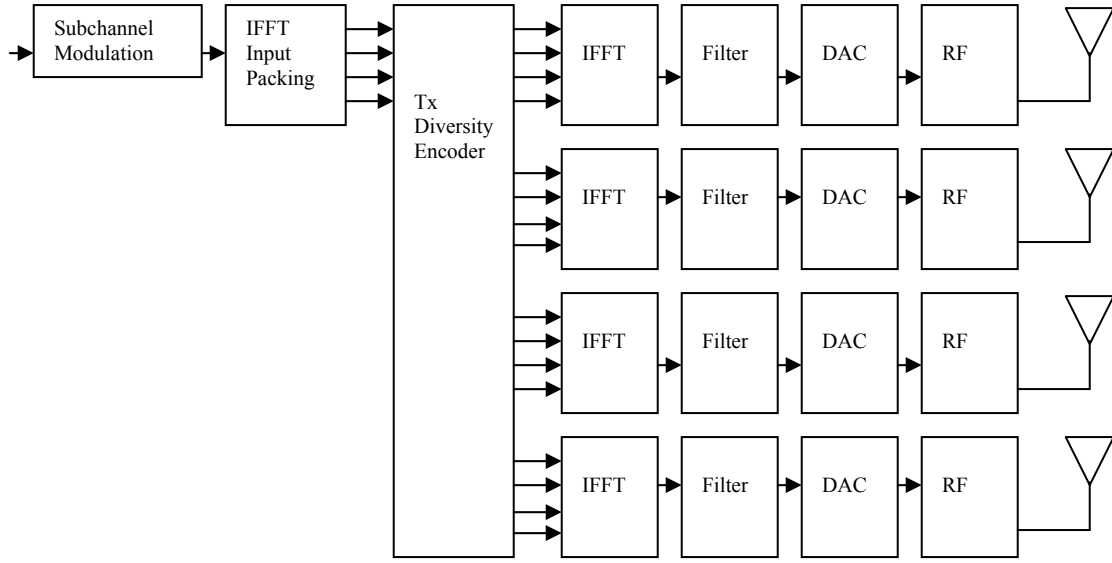 Subchannel
Modulation
IFFT
Input
Packing
Tx
Diversity
Encoder
IFFT
Filter
DAC
RF
IFFT
Filter
DAC
RF
IFFT
Filter
DAC
RF
IFFT
Filter
DAC
RF